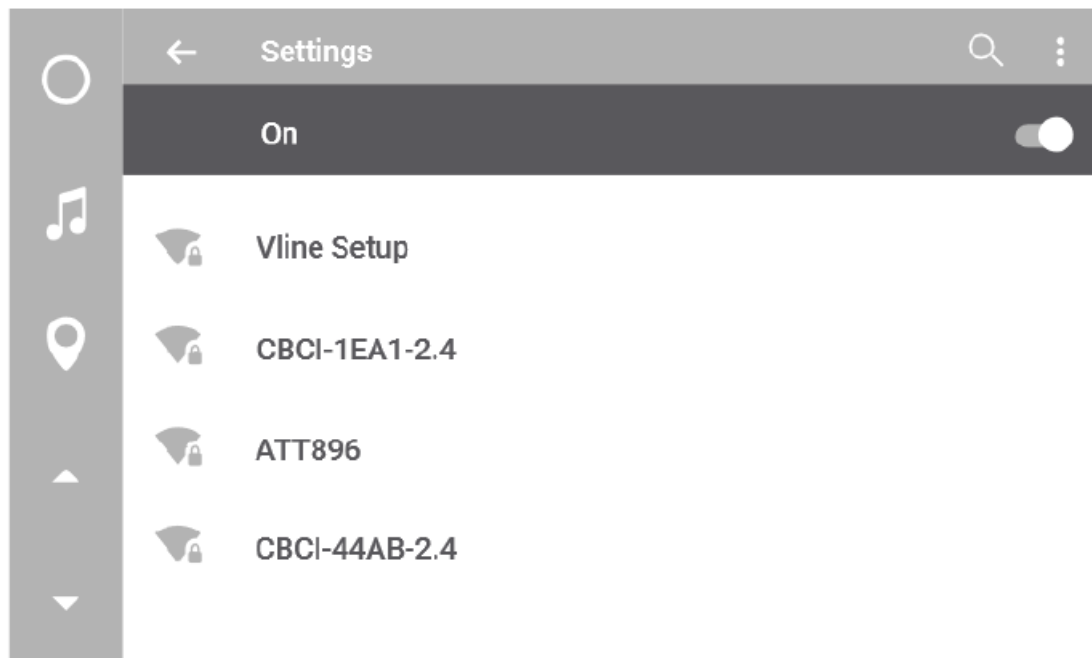 Settings
On
Vline Setup
CBCI-1EA1-2.4
ATT896
CBCI-44AB-2.4